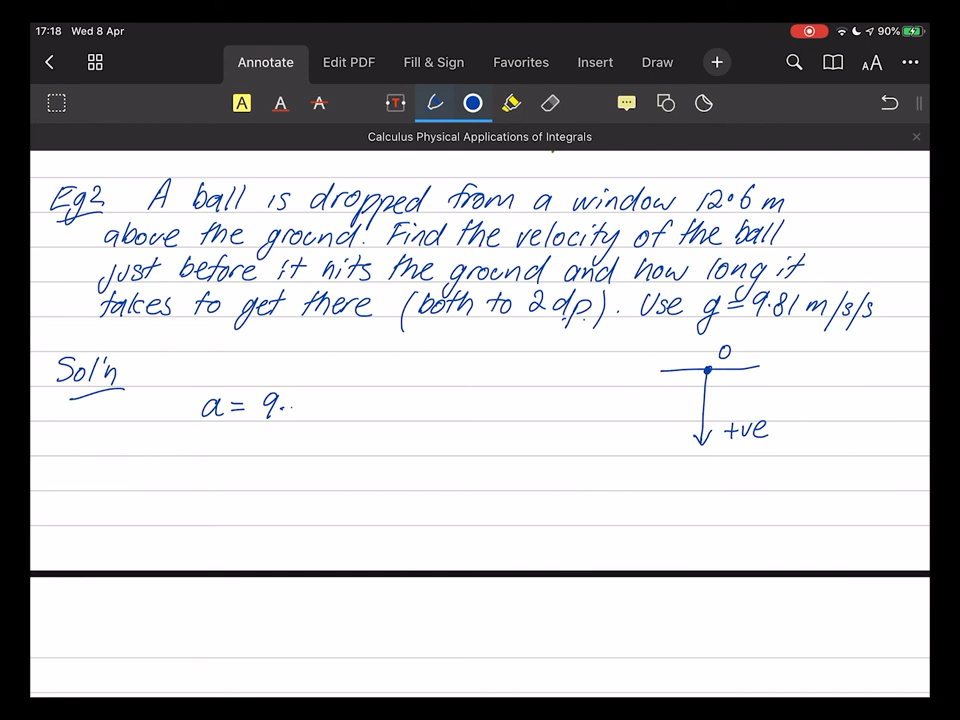 17:18 Wed 8 Apr 90%
Annotate Edit PDF Fill & Sign Favorites Insert Draw
A A A T AA
Calculus Physical Applications of Integrals
Eg2 A ball is dropped from a window 12.6 m
above the ground. Find the velocity of the ball
just before it hits the ground and how long it
takes to get there (both to 2 d.p.). Use g = 9.81 m/s/s
Sol'n
0
a = 9.
+ve